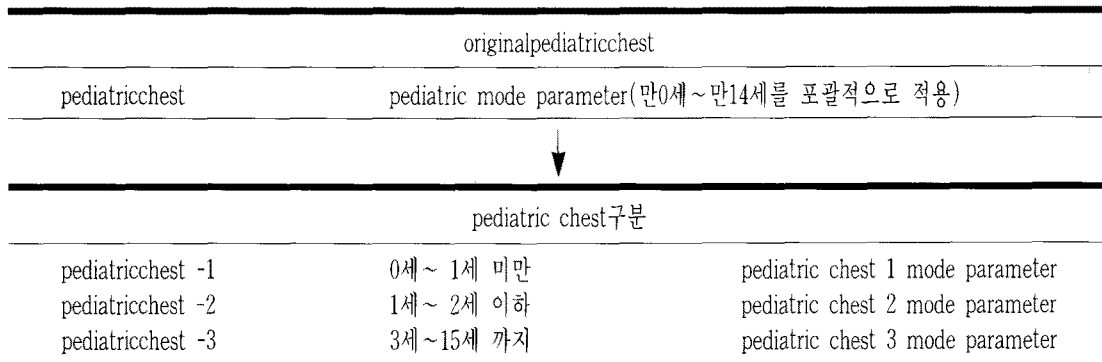 originalpediatricchest
pediatricchest pediatric mode parameter(만0세~만14세를 포괄적으로 적용)
pediatric chest구분
pediatricchest -1 0세~ 1세 미만 pediatric chest 1 mode parameter
pediatricchest -2 1세~ 2세 이하 pediatric chest 2 mode parameter
pediatricchest -3 3세~15세 까지 pediatric chest 3 mode parameter